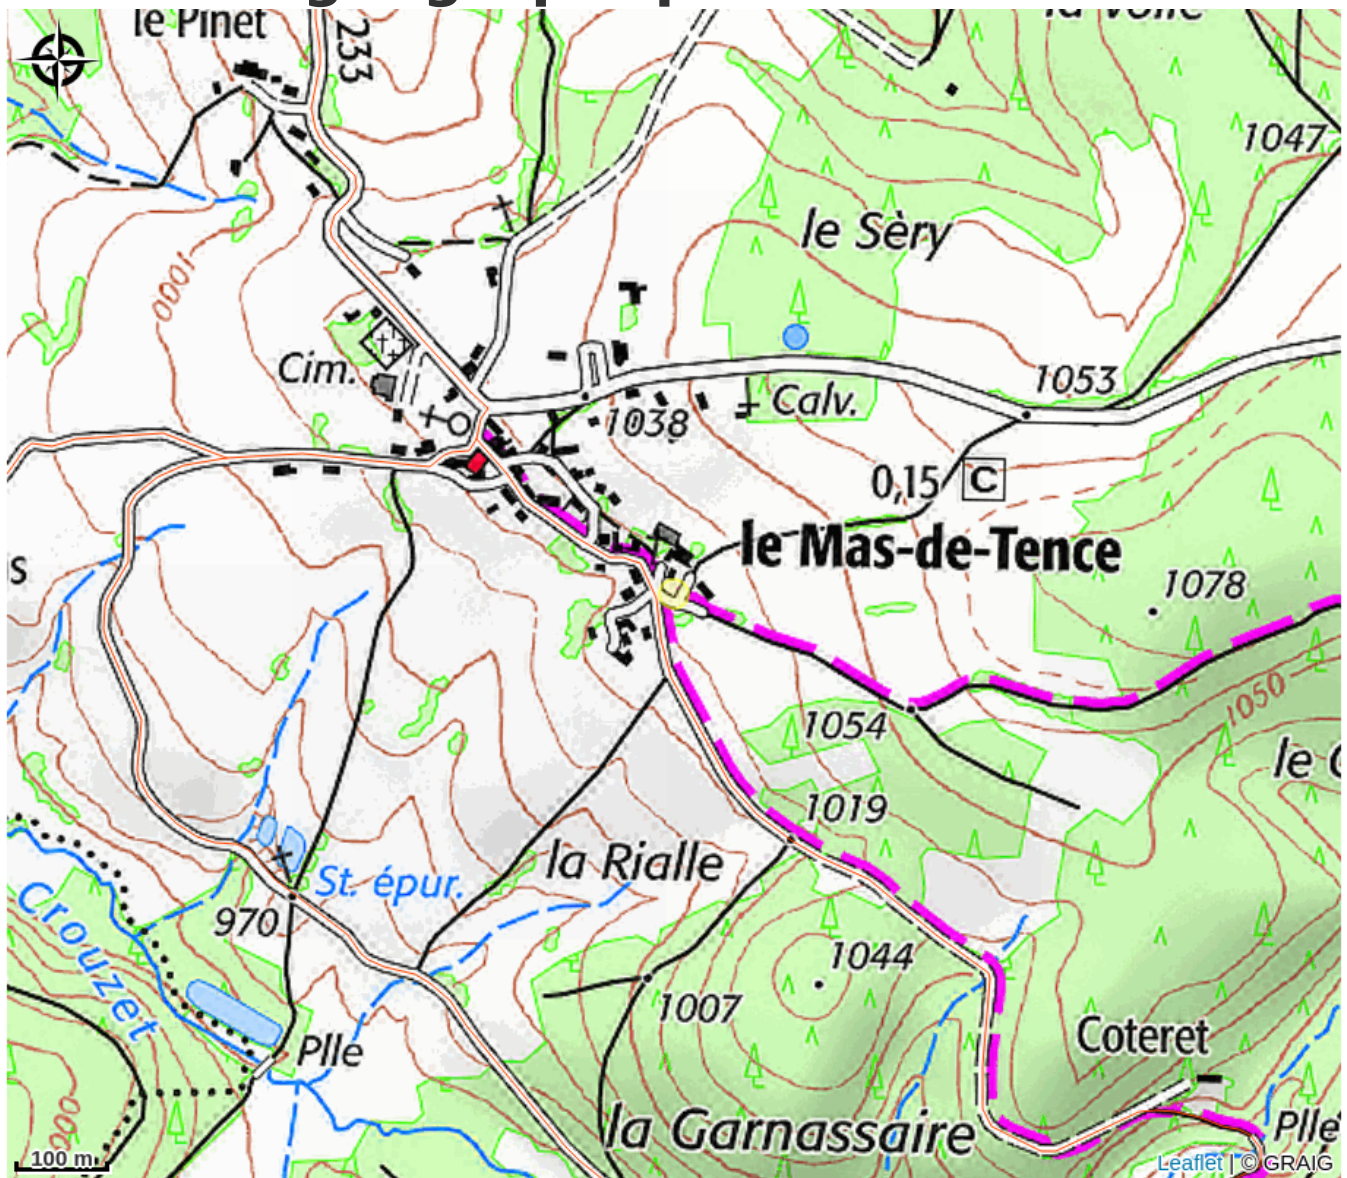 le Pinet
233
la Voile
1047
le Sèry
1000
Cim.
1053
Calv.
1038
0,15 C
le Mas-de-Tence
s
1078
1050
1054
le
1019
la Rialle
St. épur.
Crouzet
970
1044
1007
Plle
Coteret
la Garnassaire
Plle
100 m
Leaflet | © GRAIG